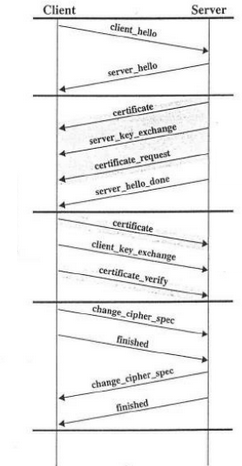 Client Server
client_hello
server_hello
certificate
server_key_exchange
certificate_request
server_hello_done
certificate
client_key_exchange
certificate_verify
change_cipher_spec
finished
change_cipher_spec
finished